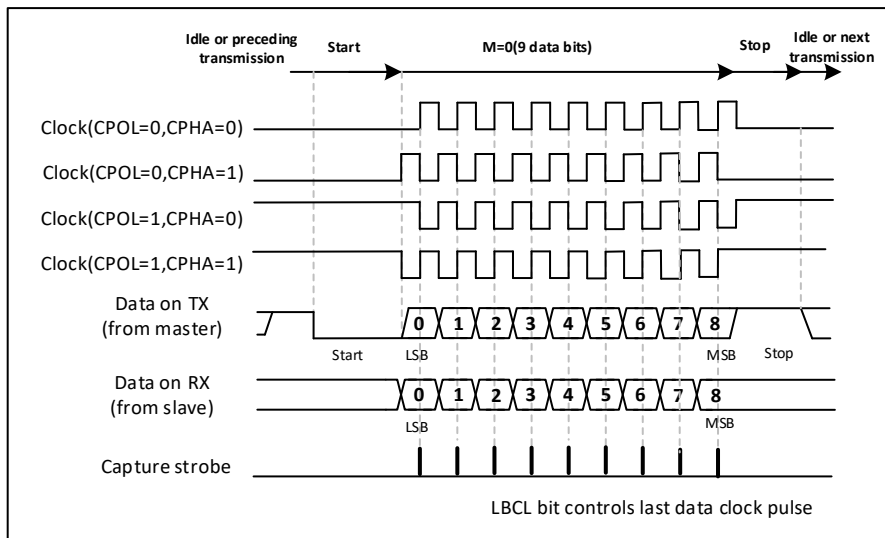 Idle or preceding
transmission
Start
M=0(9 data bits)
Stop
Idle or next
transmission
Clock(CPOL=0,CPHA=0)
Clock(CPOL=0,CPHA=1)
Clock(CPOL=1,CPHA=0)
Clock(CPOL=1,CPHA=1)
Data on TX
(from master)
0 1 2 3 4 5 6 7 8
Start
LSB
MSB
Stop
Data on RX
(from slave)
0 1 2 3 4 5 6 7 8
LSB
MSB
Capture strobe
LBCL bit controls last data clock pulse